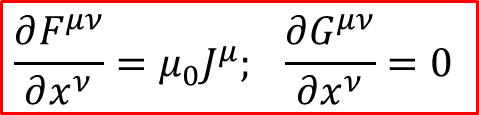 ∂F^{μν}/∂x^ν = μ₀J^μ; ∂G^{μν}/∂x^ν = 0